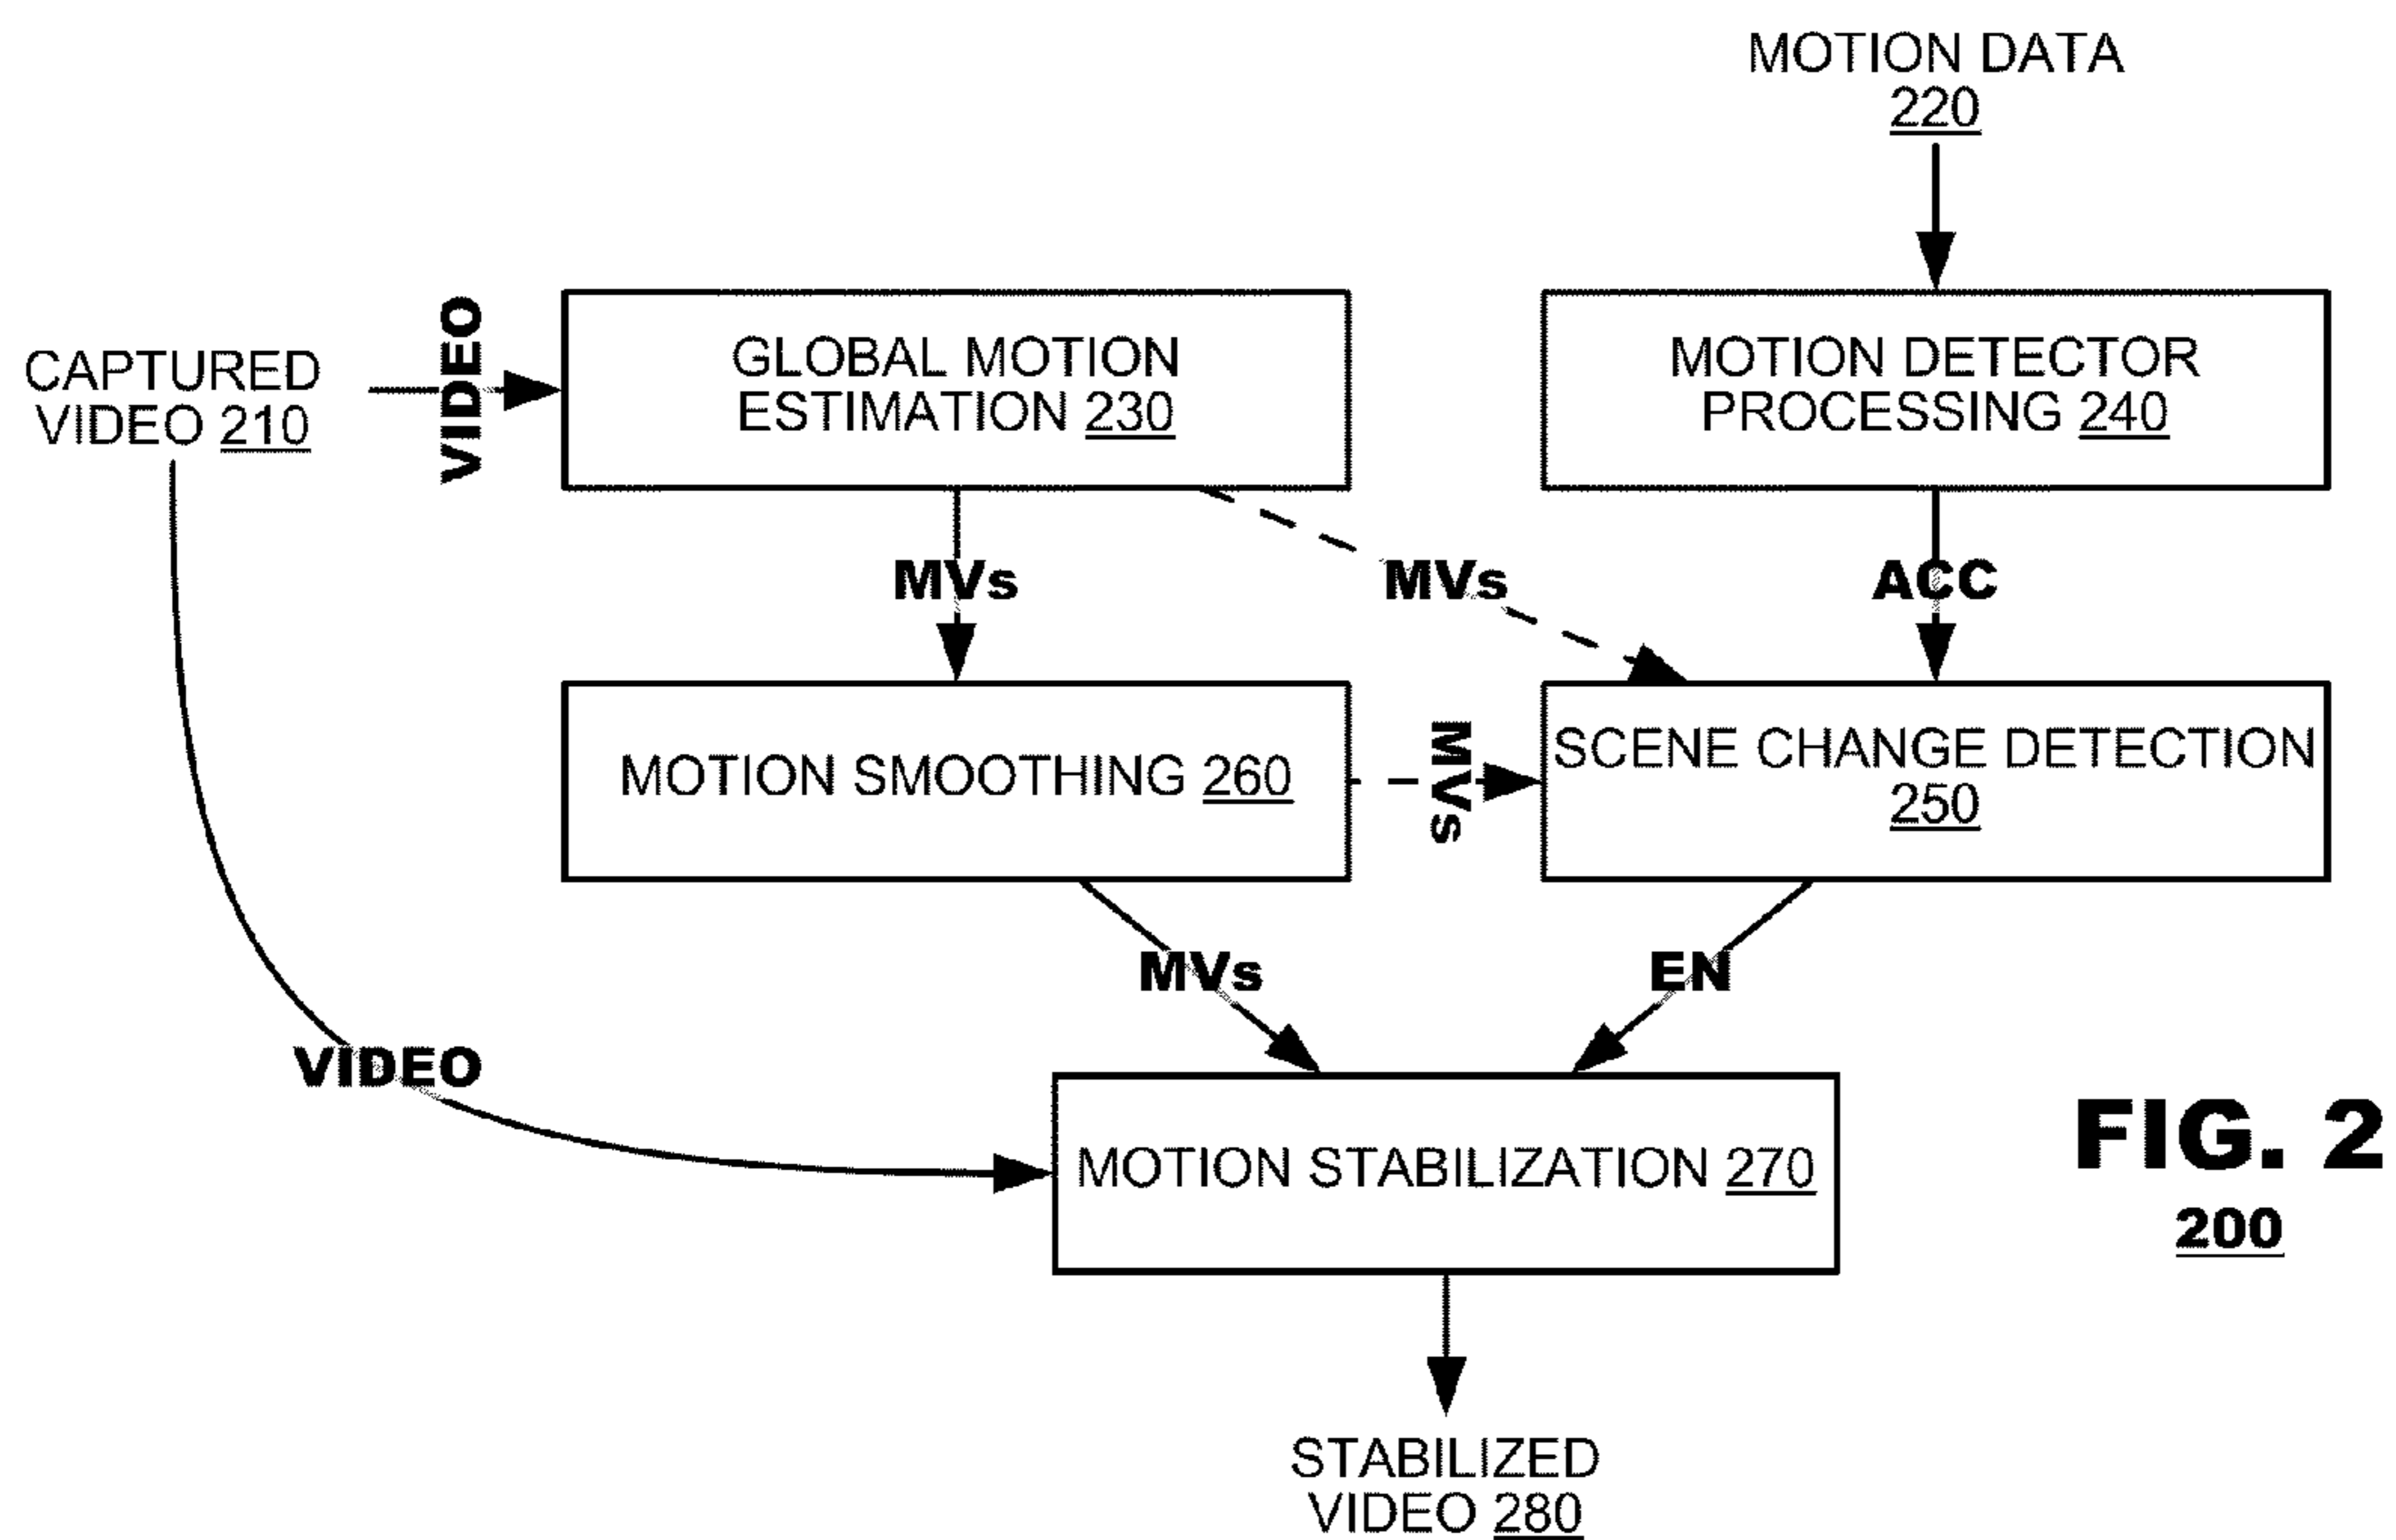 MOTION DATA
220
CAPTURED
VIDEO 210
VIDEO
GLOBAL MOTION
ESTIMATION 230
MOTION DETECTOR
PROCESSING 240
MVs
MVs
ACC
MOTION SMOOTHING 260
MVs
SCENE CHANGE DETECTION
250
MVs
EN
VIDEO
MOTION STABILIZATION 270
FIG. 2
200
STABILIZED
VIDEO 280